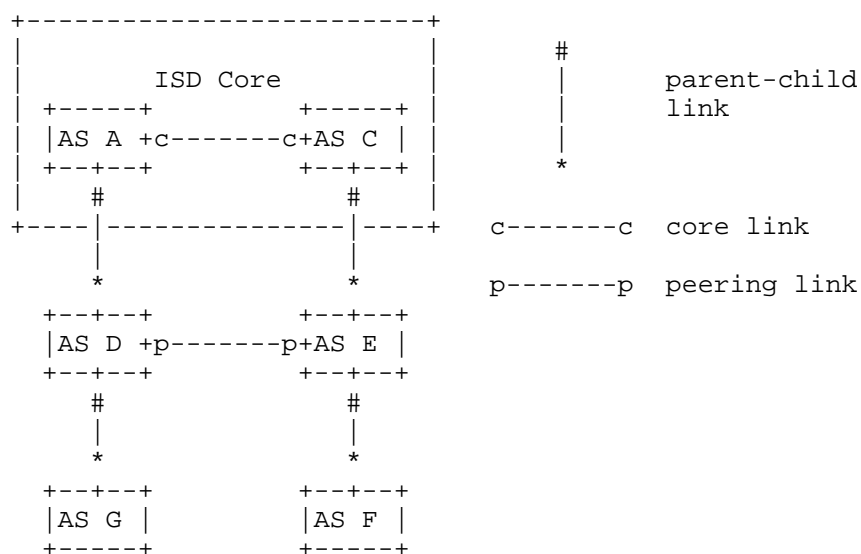 ISD Core
parent-child
link
AS A
c
c
AS C
#
*
#
#
c
c
core link
*
*
p
p
peering link
AS D
p
p
AS E
#
#
*
*
AS G
AS F